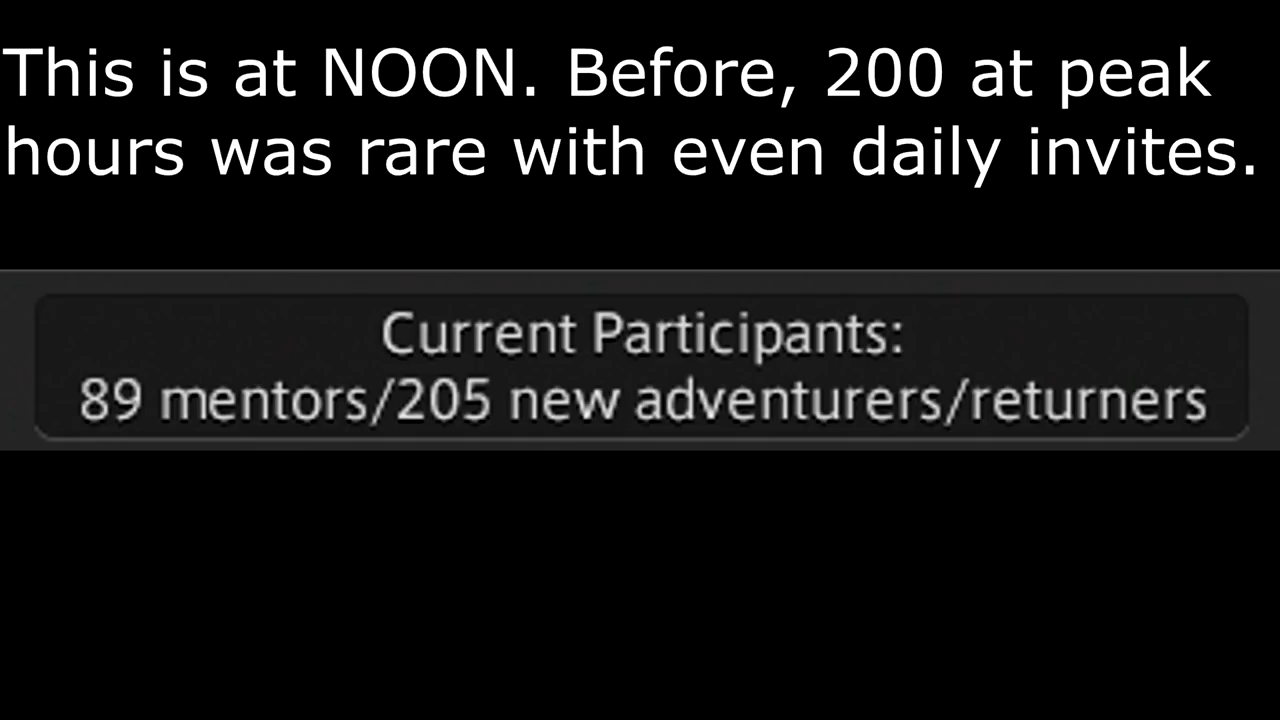 This is at NOON. Before, 200 at peak
hours was rare with even daily invites.
Current Participants:
89 mentors/205 new adventurers/returners